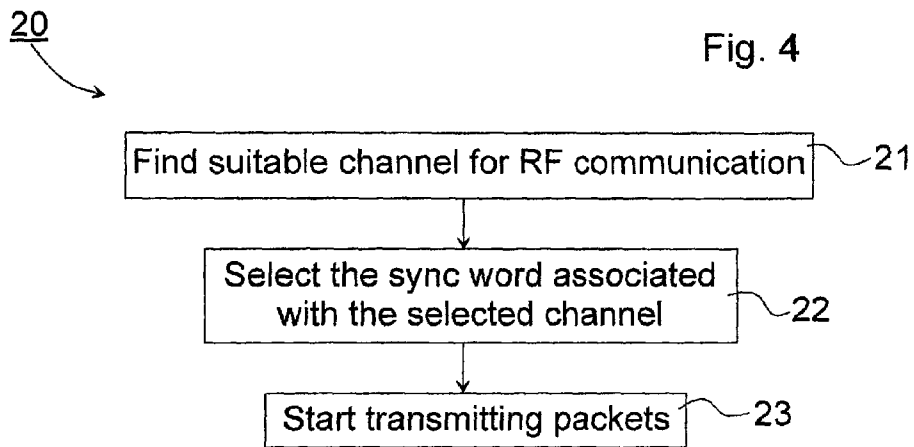 20
Fig. 4
Find suitable channel for RF communication
21
Select the sync word associated
with the selected channel
22
Start transmitting packets
23